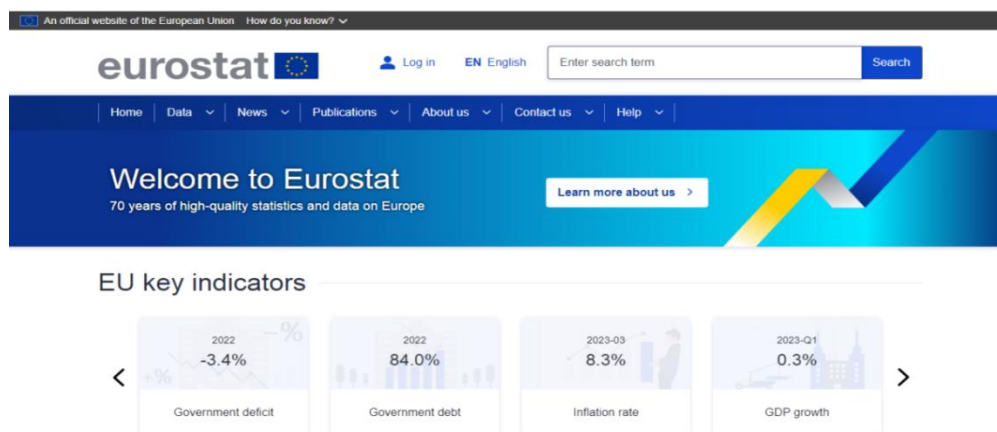 An official website of the European Union How do you know?
eurostat
Log in
EN English
Enter search term
Search
Home
Data
News
Publications
About us
Contact us
Help
Welcome to Eurostat
70 years of high-quality statistics and data on Europe
Learn more about us
EU key indicators
-%
+%
2022
-3.4%
Government deficit
2022
84.0%
Government debt
2023-03
8.3%
Inflation rate
2023-Q1
0.3%
GDP growth